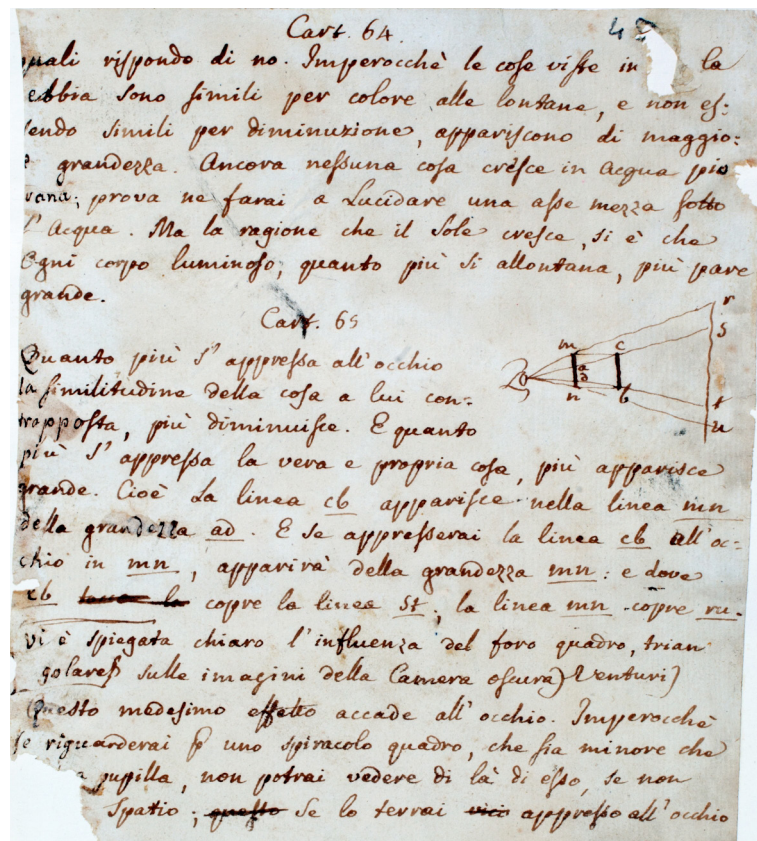 Cart. 64.
quali rispondo di no. Imperocchè le cose viste in la
ebbia sono simili per colore alle lontane, e non es:
sendo simili per diminuzione, appariscono di maggio:
e grandezza. Ancora nessuna cosa cresce in Acqua pio
vana; prova ne farai a Lucidare una asse mezza sotto
l'Acqua. Ma la ragione che il Sole cresce, si è che
Ogni corpo luminoso, quanto più si allontana, più pare
grande.
Cart. 65
r
s
m c
a
d
n b
t
u
Quanto più s'appressa all'occhio
la similitudine della cosa a lui con:
trapposta, più diminuisce. E quanto
più s'appressa la vera e propria cosa, più apparisce
grande. Cioè La linea cb apparisce nella linea mn
della grandezza ad. E se appresserai la linea cb all'oc:
chio in mn, apparirà della grandezza mn: e dove
cb copre la linea st, la linea mn copre ru.
Vi è spiegata chiaro l'influenza del foro quadro, trian
golare sulle imagini della Camera oscura) Venturi)
Questo medesimo effetto accade all'occhio. Imperocchè
se riguarderai p uno spiracolo quadro, che sia minore che
pupilla, non potrai vedere di là di esso, se non
spatio; questo se lo terrai appresso all'occhio